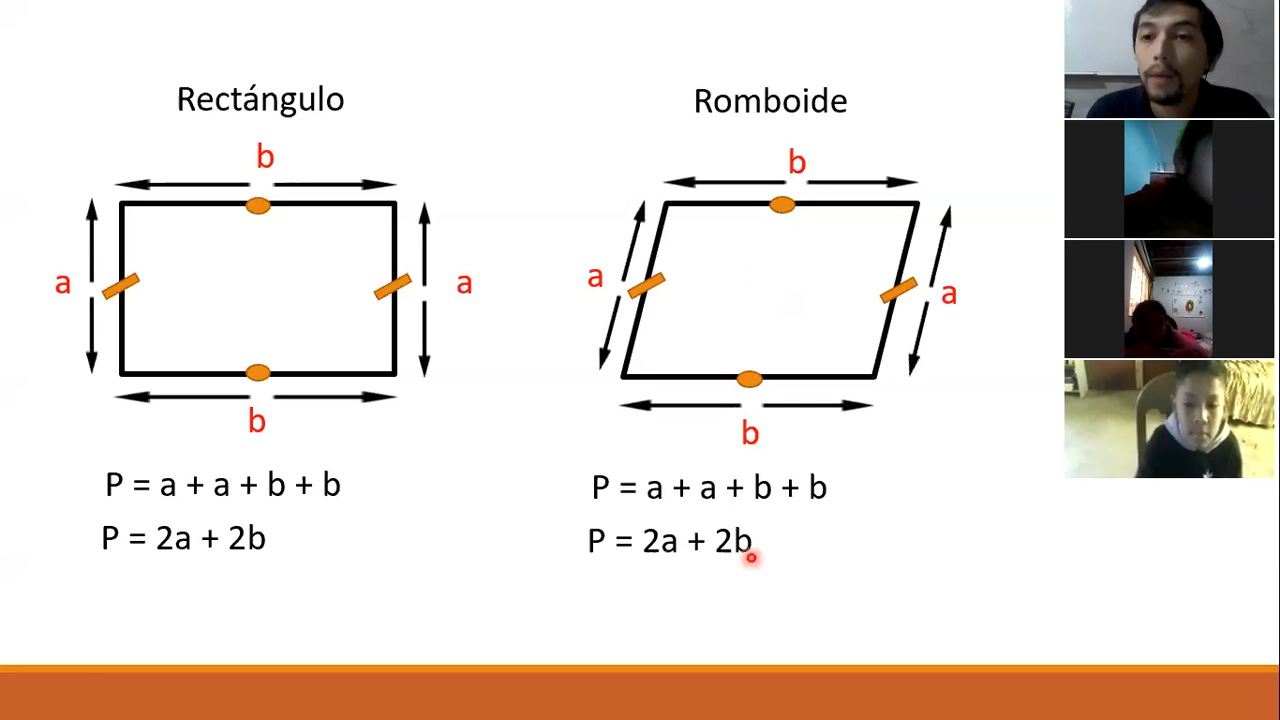 Rectángulo
b
a
a
b
P = a + a + b + b
P = 2a + 2b
Romboide
b
a
a
b
P = a + a + b + b
P = 2a + 2b